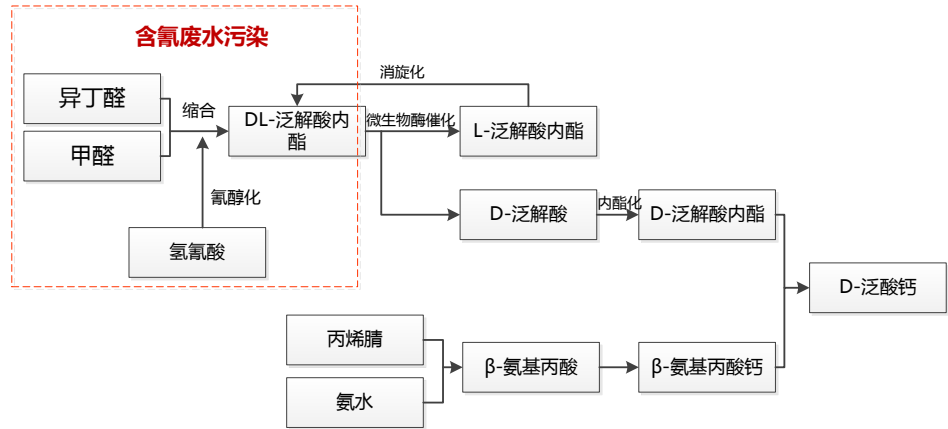 含氰废水污染
异丁醛
甲醛
缩合
氰醇化
氢氰酸
DL-泛解酸内
酯
消旋化
微生物酶催化
L-泛解酸内酯
D-泛解酸
内酯化
D-泛解酸内酯
D-泛酸钙
丙烯腈
氨水
β-氨基丙酸
β-氨基丙酸钙